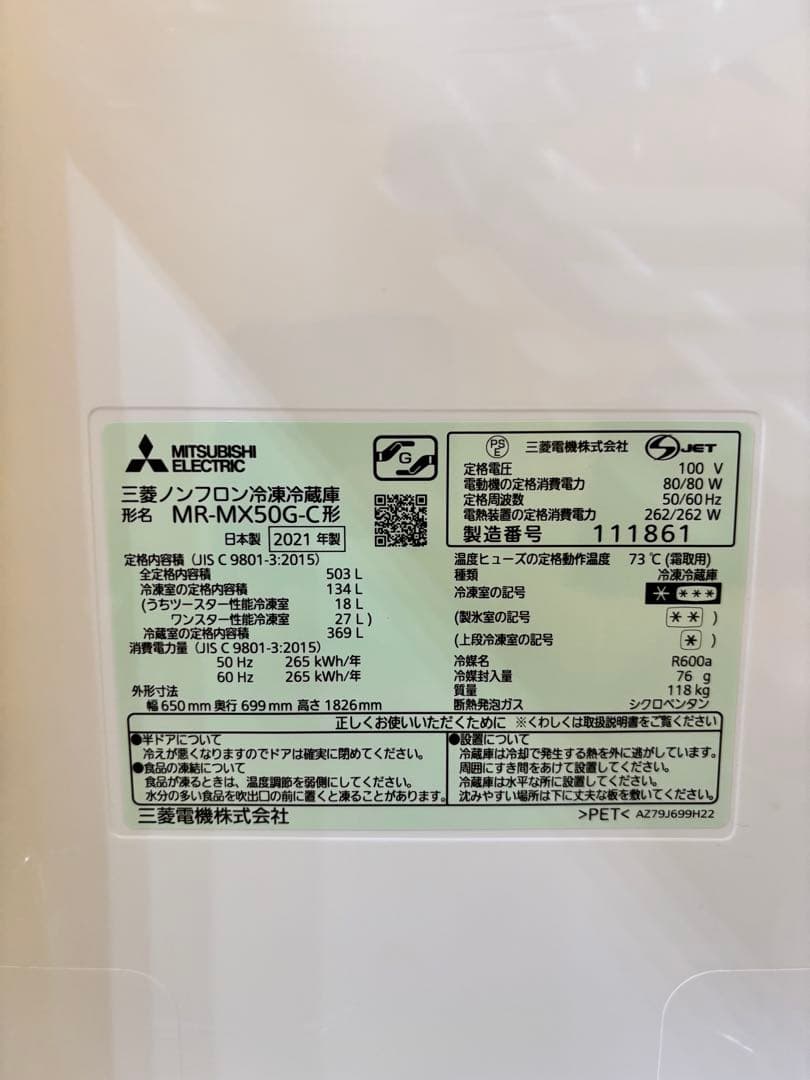 MITSUBISHI
ELECTRIC
G
三菱ノンフロン冷凍冷蔵庫
形名 MR-MX50G-C形
日本製 2021 年製
定格内容積 (JIS C 9801-3:2015)
全定格内容積 503 L
冷凍室の定格内容積 134 L
(うちツースター性能冷凍室 18 L
ワンスター性能冷凍室 27 L)
冷蔵室の定格内容積 369 L
消費電力量 (JIS C 9801-3:2015)
50 Hz 265 kWh/年
60 Hz 265 kWh/年
外形寸法
幅 650 mm 奥行 699 mm 高さ 1826 mm
PS
E 三菱電機株式会社 S JET
定格電圧 100 V
電動機の定格消費電力 80/80 W
定格周波数 50/60 Hz
電熱装置の定格消費電力 262/262 W
製造番号 111861
温度ヒューズの定格動作温度 73 ℃ (霜取用)
種類 冷凍冷蔵庫
冷凍室の記号 * ***
(製氷室の記号 ** )
(上段冷凍室の記号 * )
冷媒名 R600a
冷媒封入量 76 g
質量 118 kg
断熱発泡ガス シクロペンタン
正しくお使いいただくために ※くわしくは取扱説明書をご覧ください
●半ドアについて
冷えが悪くなりますのでドアは確実に閉めてください。
●食品の凍結について
食品が凍るときは、温度調節を弱側にしてください。
水分の多い食品を吹出口の前に置くと凍ることがあります。
●設置について
冷蔵庫は冷却で発生する熱を外に逃がしています。
周囲にすき間をあけて設置してください。
冷蔵庫は水平な所に設置してください。
沈みやすい場所は下に丈夫な板を敷いてください。
三菱電機株式会社 >PET< AZ79J699H22